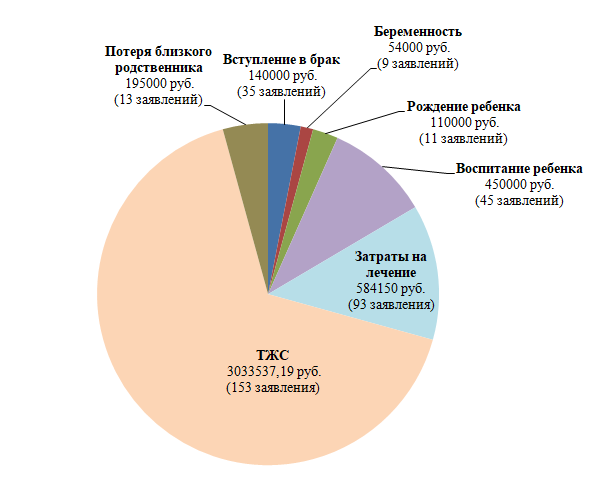 Беременность
54000 руб.
(9 заявлений)
Потеря близкого
родственника
195000 руб.
(13 заявлений)
Вступление в брак
140000 руб.
(35 заявлений)
Рождение ребенка
110000 руб.
(11 заявлений)
Воспитание ребенка
450000 руб.
(45 заявлений)
Затраты на
лечение
584150 руб.
(93 заявления)
ТЖС
3033537,19 руб.
(153 заявления)